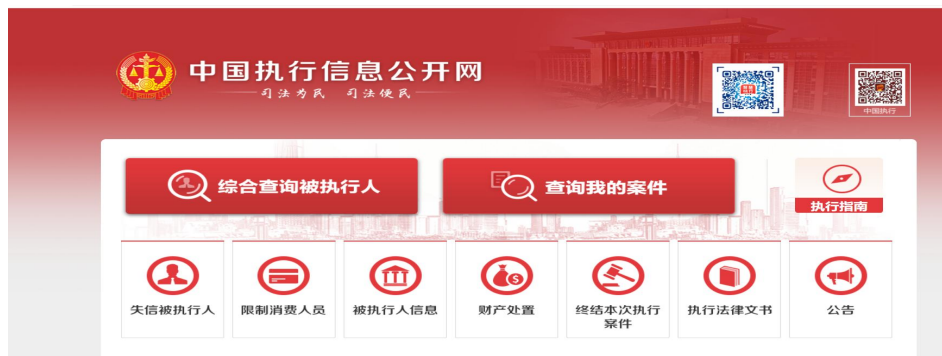 中国执行信息公开网
司法为民 司法便民
中国执行
综合查询被执行人
查询我的案件
执行指南
失信被执行人
限制消费人员
被执行人信息
财产处置
终结本次执行
案件
执行法律文书
公告